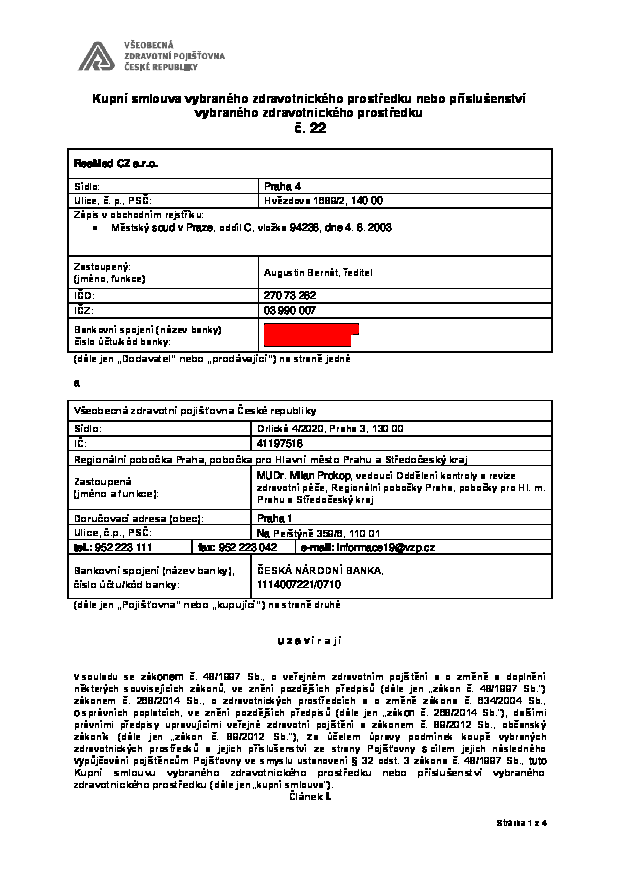 VŠEOBECNÁ
ZDRAVOTNÍ POJIŠŤOVNA
ČESKÉ REPUBLIKY
Kupní smlouva vybraného zdravotnického prostředku nebo příslušenství
vybraného zdravotnického prostředku
č. 22
ResMed CZ s.r.o.
Sídlo: Praha 4
Ulice, č. p., PSČ: Hvězdova 1689/2, 140 00
Zápis v obchodním rejstříku:
• Městský soud v Praze, oddíl C, vložka 94236, dne 4. 6. 2003
Zastoupený:
(jméno, funkce) Augustin Bernát, ředitel
IČO: 270 73 262
IČZ: 03 990 007
Bankovní spojení (název banky)
číslo účtu/kód banky:
(dále jen „Dodavatel" nebo „prodávající") na straně jedné
a
Všeobecná zdravotní pojišťovna České republiky
Sídlo: Orlická 4/2020, Praha 3, 130 00
IČ: 41197518
Regionální pobočka Praha, pobočka pro Hlavní město Prahu a Středočeský kraj
Zastoupená
(jméno a funkce): MUDr. Milan Prokop, vedoucí Oddělení kontroly a revize
zdravotní péče, Regionální pobočky Praha, pobočky pro Hl. m.
Prahu a Středočeský kraj
Doručovací adresa (obec): Praha 1
Ulice, č.p., PSČ: Na Perštýně 359/6, 110 01
tel.: 952 223 111 fax: 952 223 042 e-mail: informace19@vzp.cz
Bankovní spojení (název banky), ČESKÁ NÁRODNÍ BANKA,
číslo účtu/kód banky: 1114007221/0710
(dále jen „Pojišťovna" nebo „kupující") na straně druhé
u z a v í r a j í
v souladu se zákonem č. 48/1997 Sb., o veřejném zdravotním pojištění a o změně a doplnění
některých souvisejících zákonů, ve znění pozdějších předpisů (dále jen „zákon č. 48/1997 Sb.")
zákonem č. 268/2014 Sb., o zdravotnických prostředcích a o změně zákona č. 634/2004 Sb.,
o správních poplatcích, ve znění pozdějších předpisů (dále jen „zákon č. 268/2014 Sb."), dalšími
právními předpisy upravujícími veřejné zdravotní pojištění a zákonem č. 89/2012 Sb., občanský
zákoník (dále jen „zákon č. 89/2012 Sb."), za účelem úpravy podmínek koupě vybraných
zdravotnických prostředků a jejich příslušenství ze strany Pojišťovny s cílem jejich následného
vypůjčování pojištěncům Pojišťovny ve smyslu ustanovení § 32 odst. 3 zákona č. 48/1997 Sb., tuto
Kupní smlouvu vybraného zdravotnického prostředku nebo příslušenství vybraného
zdravotnického prostředku (dále jen „kupní smlouva").
Článek I.
Stránka 1 z 4